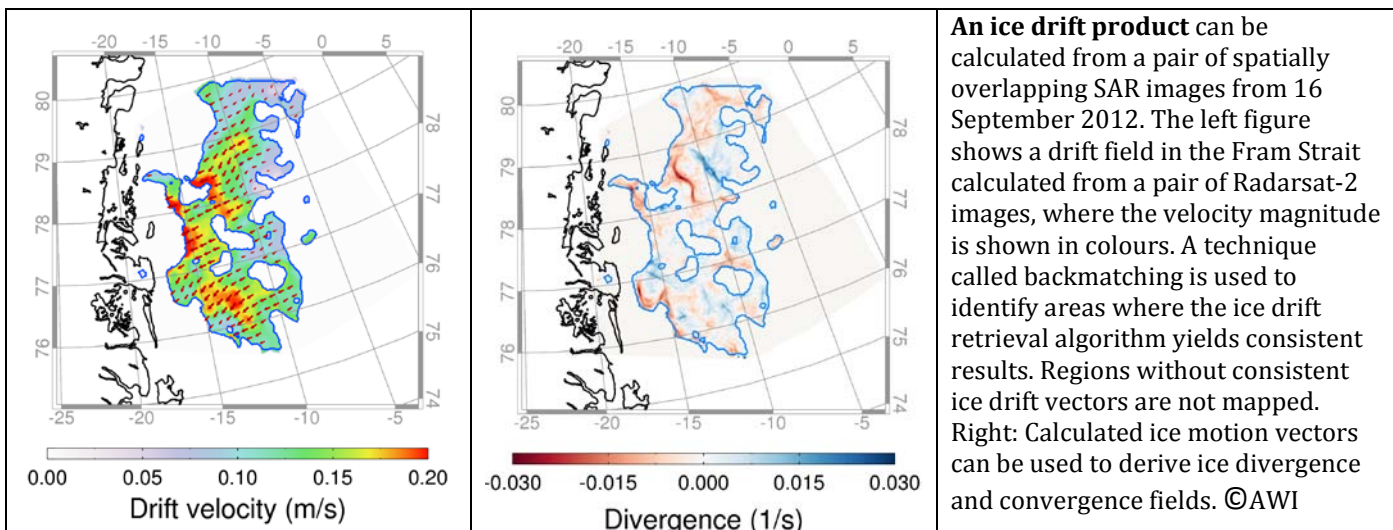 -20 -15 -10 -5 0 5
80
79
78
77
76
78
77
76
75
74
-25 -20 -15 -10 -5
0.00 0.05 0.10 0.15 0.20
Drift velocity (m/s)
-20 -15 -10 -5 0 5
80
79
78
77
76
78
77
76
75
74
-25 -20 -15 -10 -5
-0.030 -0.015 0.000 0.015 0.030
Divergence (1/s)
An ice drift product can be
calculated from a pair of spatially
overlapping SAR images from 16
September 2012. The left figure
shows a drift field in the Fram Strait
calculated from a pair of Radarsat-2
images, where the velocity magnitude
is shown in colours. A technique
called backmatching is used to
identify areas where the ice drift
retrieval algorithm yields consistent
results. Regions without consistent
ice drift vectors are not mapped.
Right: Calculated ice motion vectors
can be used to derive ice divergence
and convergence fields. ©AWI